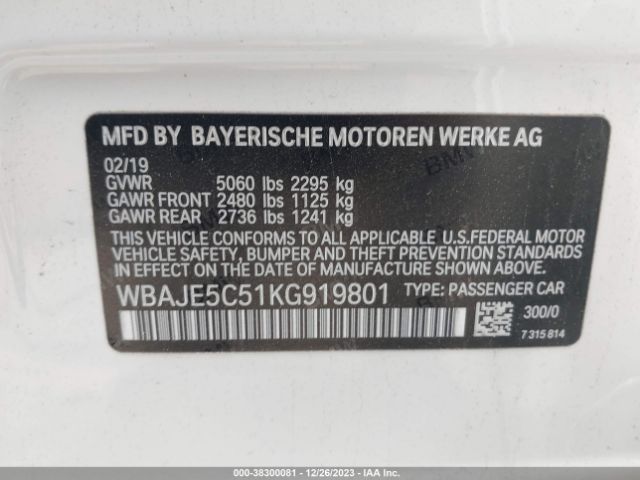 MFD BY BAYERISCHE MOTOREN WERKE AG
02/19
GVWR 5060 lbs 2295 kg
GAWR FRONT 2480 lbs 1125 kg
GAWR REAR 2736 lbs 1241 kg
THIS VEHICLE CONFORMS TO ALL APPLICABLE U.S.FEDERAL MOTOR
VEHICLE SAFETY, BUMPER AND THEFT PREVENTION STANDARDS
IN EFFECT ON THE DATE OF MANUFACTURE SHOWN ABOVE.
WBAJE5C51KG919801 TYPE: PASSENGER CAR
300/0
7 315 814
000-38300081 - 12/26/2023 - IAAI.COM